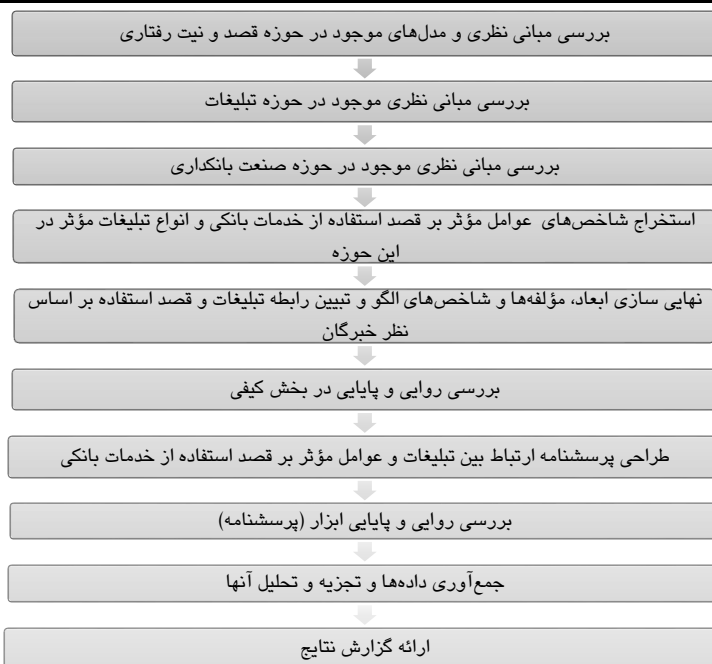 بررسی مبانی نظری و مدل‌های موجود در حوزه قصد و نیت رفتاری
بررسی مبانی نظری موجود در حوزه تبلیغات
بررسی مبانی نظری موجود در حوزه صنعت بانکداری
استخراج شاخص‌های عوامل مؤثر بر قصد استفاده از خدمات بانکی و انواع تبلیغات مؤثر در
این حوزه
نهایی سازی ابعاد، مؤلفه‌ها و شاخص‌های الگو و تبیین رابطه تبلیغات و قصد استفاده بر اساس
نظر خبرگان
بررسی روایی و پایایی در بخش کیفی
طراحی پرسشنامه ارتباط بین تبلیغات و عوامل مؤثر بر قصد استفاده از خدمات بانکی
بررسی روایی و پایایی ابزار (پرسشنامه)
جمع‌آوری داده‌ها و تجزیه و تحلیل آنها
ارائه گزارش نتایج